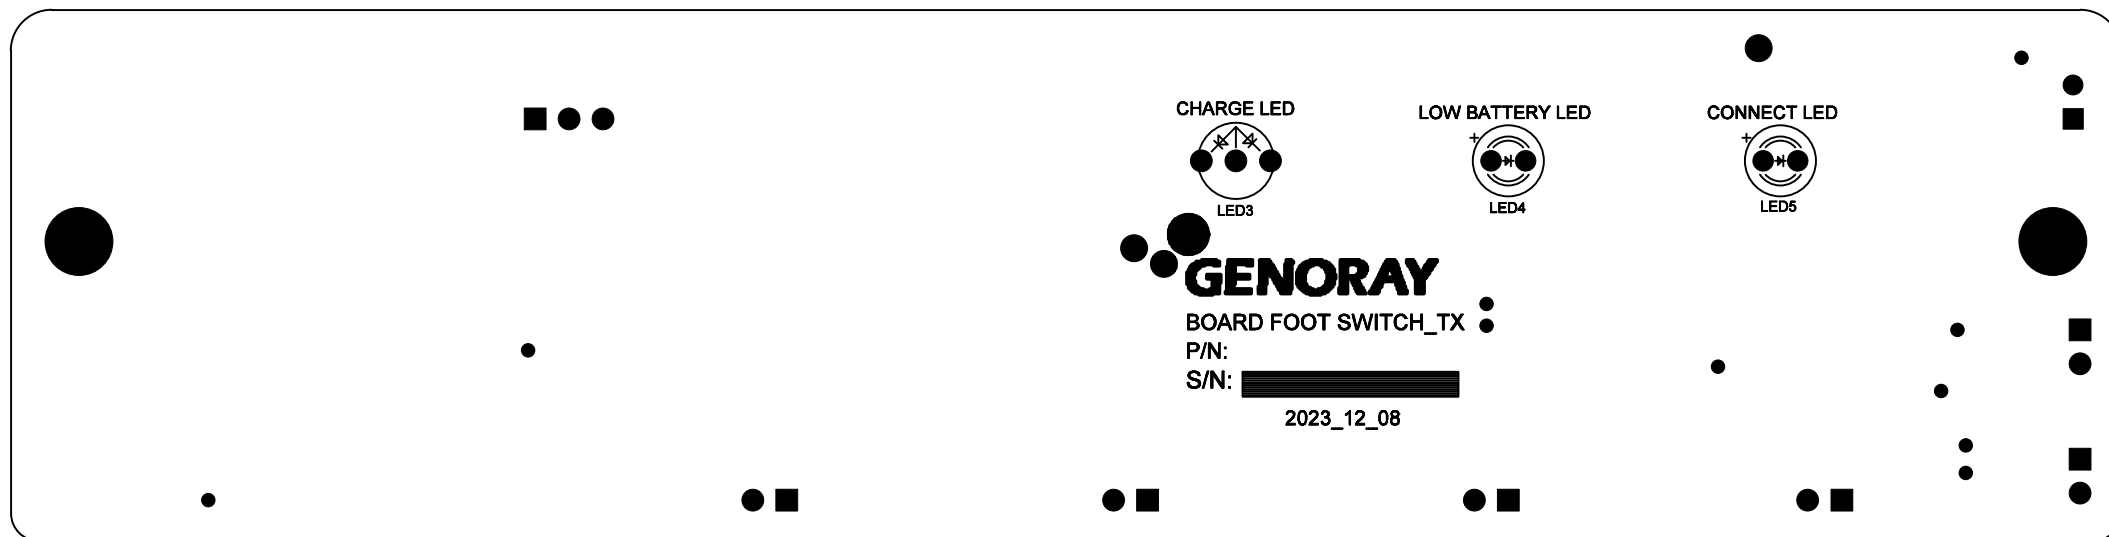 CHARGE LED
LOW BATTERY LED
CONNECT LED
+
+
LED3
LED4
LED5
GENORAY
BOARD FOOT SWITCH_TX
P/N:
S/N:
2023_12_08